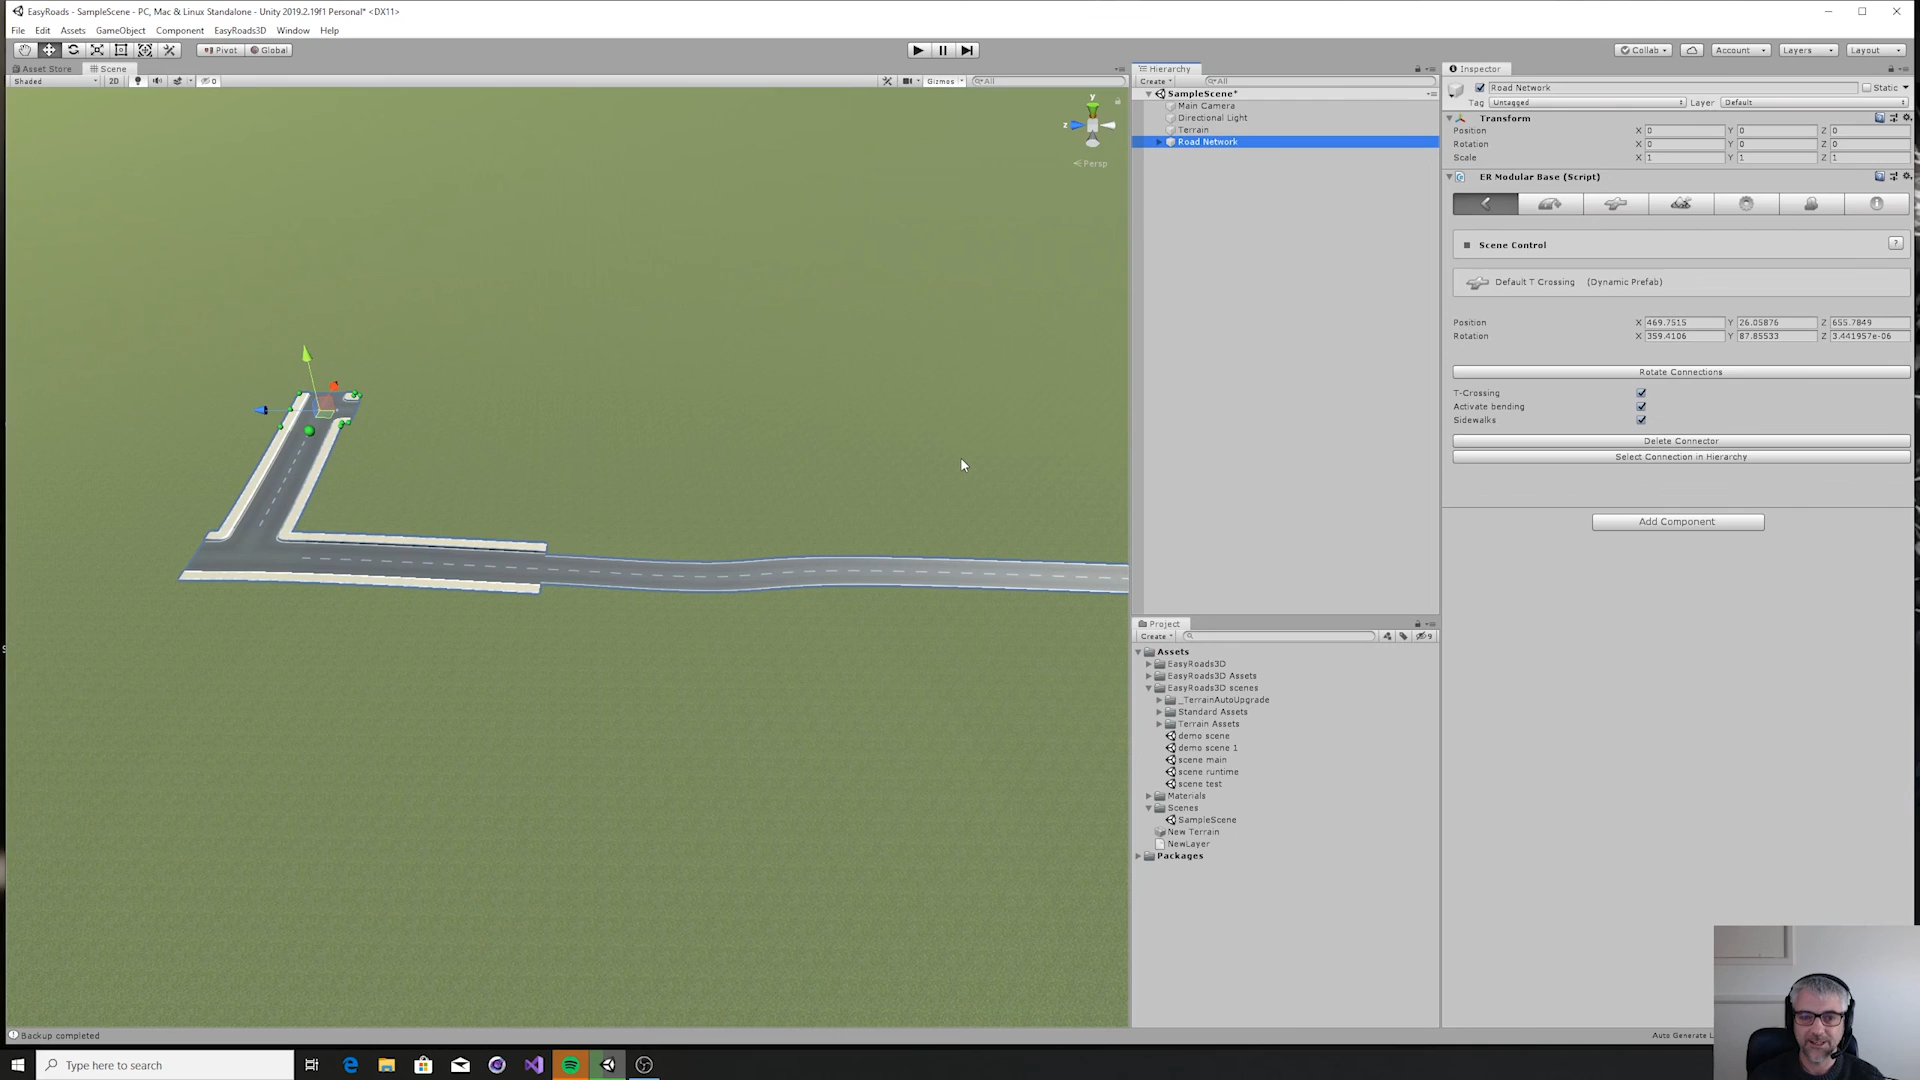 EasyRoads - SampleScene - PC, Mac & Linux Standalone - Unity 2019.2.19f1 Personal* <DX11>
File Edit Assets GameObject Component EasyRoads3D Window Help
Pivot Global Collab Account Layers Layout
Asset Store Scene
Shaded 2D 0 Gizmos All
y
z
Persp
Hierarchy
Create All
SampleScene*
Main Camera
Directional Light
Terrain
Road Network
Project
Create 9
Assets
EasyRoads3D
EasyRoads3D Assets
EasyRoads3D scenes
_TerrainAutoUpgrade
Standard Assets
Terrain Assets
demo scene
demo scene 1
scene main
scene runtime
scene test
Materials
Scenes
SampleScene
New Terrain
NewLayer
Packages
Inspector
Road Network Static
Tag Untagged Layer Default
Transform
Position X 0 Y 0 Z 0
Rotation X 0 Y 0 Z 0
Scale X 1 Y 1 Z 1
ER Modular Base (Script)
Scene Control ?
Default T Crossing (Dynamic Prefab)
Position X 469.7515 Y 26.05876 Z 655.7849
Rotation X 359.4106 Y 87.85533 Z 3.441957e-06
Rotate Connections
T-Crossing
Activate bending
Sidewalks
Delete Connector
Select Connection in Hierarchy
Add Component
Backup completed
Auto Generate L
Type here to search